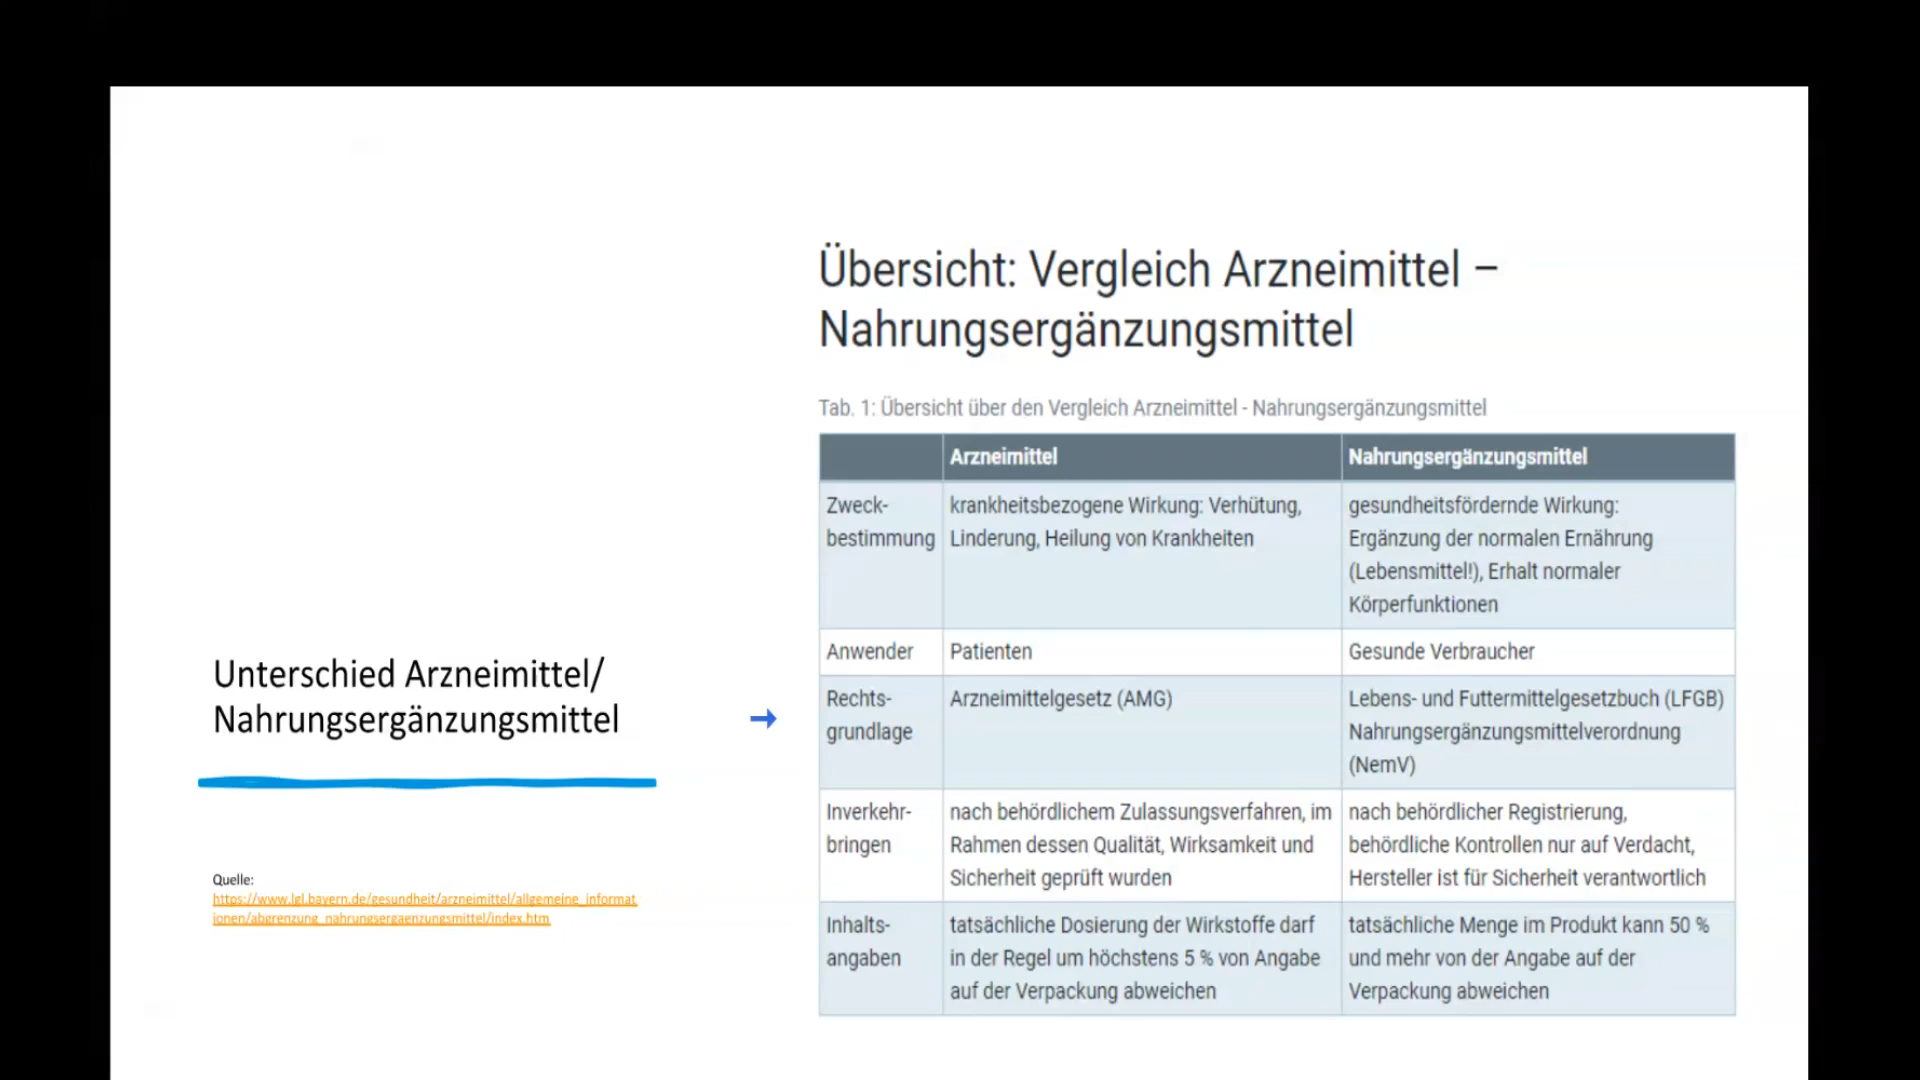 Unterschied Arzneimittel/
Nahrungsergänzungsmittel
Quelle:
https://www.lgl.bayern.de/gesundheit/arzneimittel/allgemeine_informat
ionen/abgrenzung_nahrungsergaenzungsmittel/index.htm
Übersicht: Vergleich Arzneimittel –
Nahrungsergänzungsmittel
Tab. 1: Übersicht über den Vergleich Arzneimittel - Nahrungsergänzungsmittel
Arzneimittel
Nahrungsergänzungsmittel
Zweck-
bestimmung
krankheitsbezogene Wirkung: Verhütung,
Linderung, Heilung von Krankheiten
gesundheitsfördernde Wirkung:
Ergänzung der normalen Ernährung
(Lebensmittel!), Erhalt normaler
Körperfunktionen
Anwender
Patienten
Gesunde Verbraucher
Rechts-
grundlage
Arzneimittelgesetz (AMG)
Lebens- und Futtermittelgesetzbuch (LFGB)
Nahrungsergänzungsmittelverordnung
(NemV)
Inverkehr-
bringen
nach behördlichem Zulassungsverfahren, im
Rahmen dessen Qualität, Wirksamkeit und
Sicherheit geprüft wurden
nach behördlicher Registrierung,
behördliche Kontrollen nur auf Verdacht,
Hersteller ist für Sicherheit verantwortlich
Inhalts-
angaben
tatsächliche Dosierung der Wirkstoffe darf
in der Regel um höchstens 5 % von Angabe
auf der Verpackung abweichen
tatsächliche Menge im Produkt kann 50 %
und mehr von der Angabe auf der
Verpackung abweichen